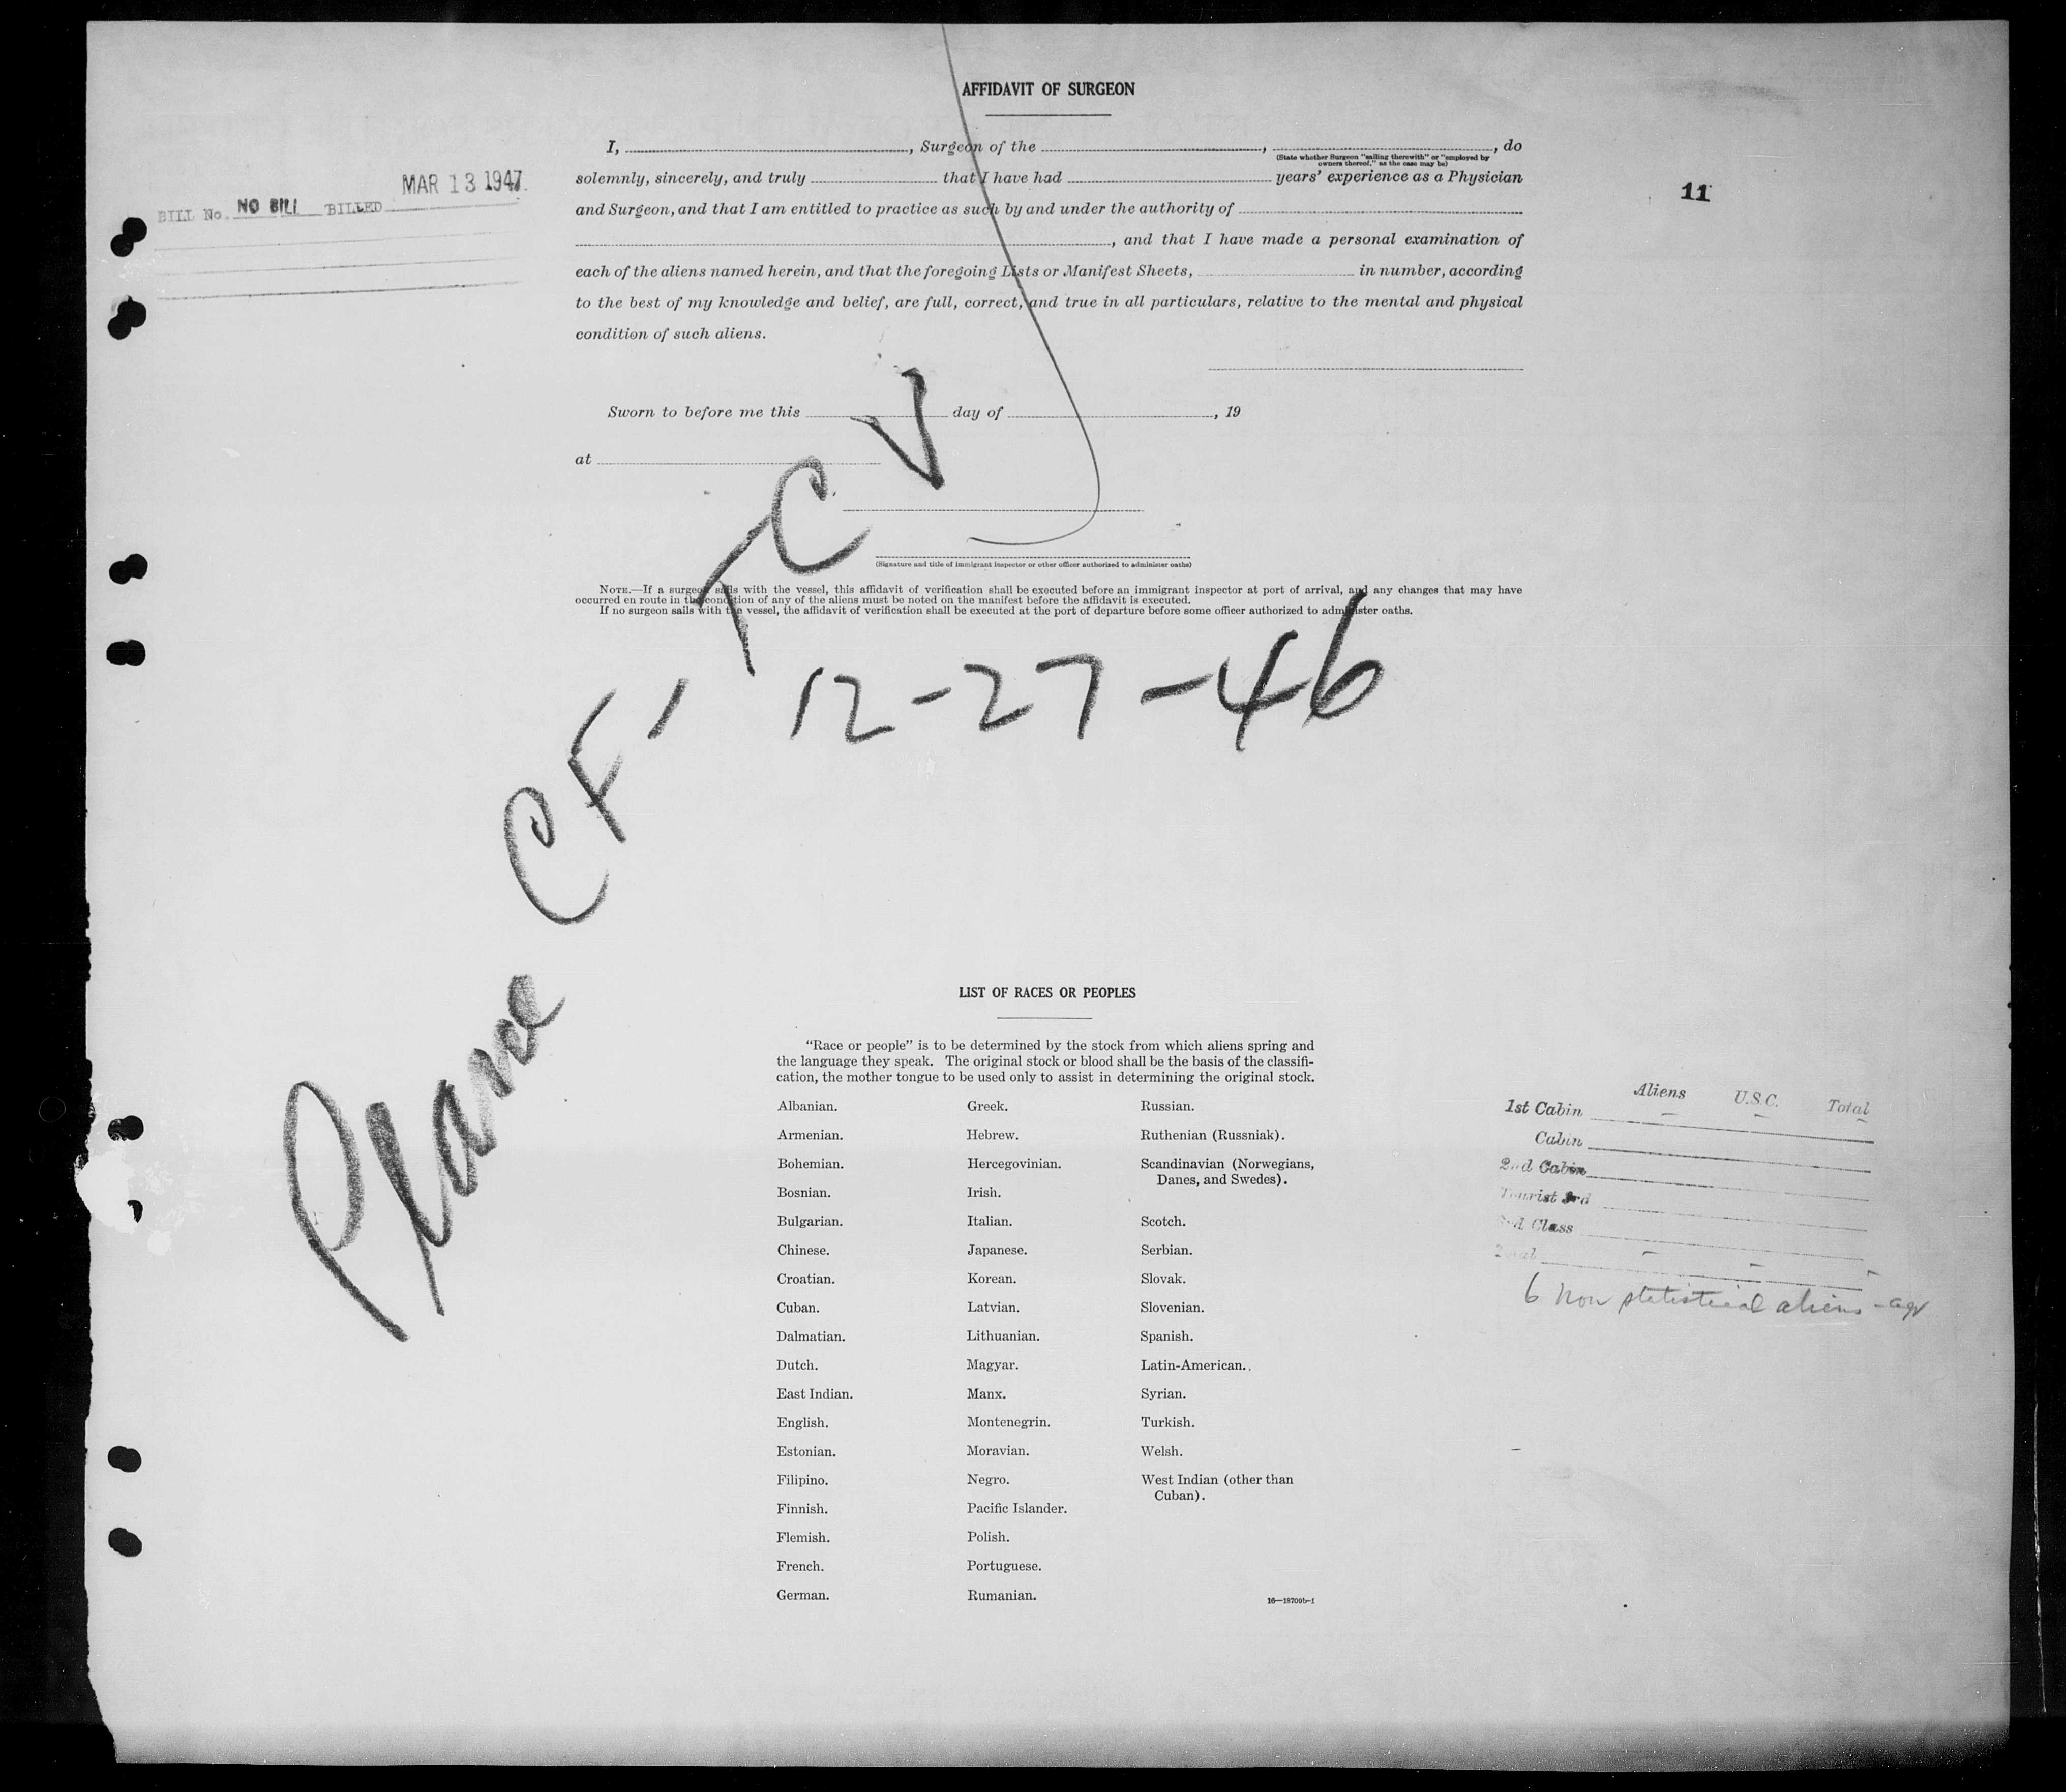 AFFIDAVIT OF SURGEON
I, , Surgeon of the , , do
(State whether Surgeon "sailing therewith" or "employed by
owners thereof," as the case may be)
solemnly, sincerely, and truly that I have had years' experience as a Physician
and Surgeon, and that I am entitled to practice as such by and under the authority of
, and that I have made a personal examination of
each of the aliens named herein, and that the foregoing Lists or Manifest Sheets, in number, according
to the best of my knowledge and belief, are full, correct, and true in all particulars, relative to the mental and physical
condition of such aliens.
MAR 13 1947
BILL No. NO BILL BILLED
11
Sworn to before me this day of , 19
at
(Signature and title of immigrant inspector or other officer authorized to administer oaths)
NOTE.—If a surgeon sails with the vessel, this affidavit of verification shall be executed before an immigrant inspector at port of arrival, and any changes that may have
occurred en route in the condition of any of the aliens must be noted on the manifest before the affidavit is executed.
If no surgeon sails with the vessel, the affidavit of verification shall be executed at the port of departure before some officer authorized to administer oaths.
Plane CF-TCV
12-27-46
LIST OF RACES OR PEOPLES
"Race or people" is to be determined by the stock from which aliens spring and
the language they speak. The original stock or blood shall be the basis of the classifi-
cation, the mother tongue to be used only to assist in determining the original stock.
Albanian.
Armenian.
Bohemian.
Bosnian.
Bulgarian.
Chinese.
Croatian.
Cuban.
Dalmatian.
Dutch.
East Indian.
English.
Estonian.
Filipino.
Finnish.
Flemish.
French.
German.
Greek.
Hebrew.
Hercegovinian.
Irish.
Italian.
Japanese.
Korean.
Latvian.
Lithuanian.
Magyar.
Manx.
Montenegrin.
Moravian.
Negro.
Pacific Islander.
Polish.
Portuguese.
Rumanian.
Russian.
Ruthenian (Russniak).
Scandinavian (Norwegians,
Danes, and Swedes).
Scotch.
Serbian.
Slovak.
Slovenian.
Spanish.
Latin-American.
Syrian.
Turkish.
Welsh.
West Indian (other than
Cuban).
16—18709b-1
Aliens U.S.C. Total
1st Cabin - - -
Cabin
2nd Cabin
Tourist 3rd
3rd Class
Total - - -
6 Non statistical aliens